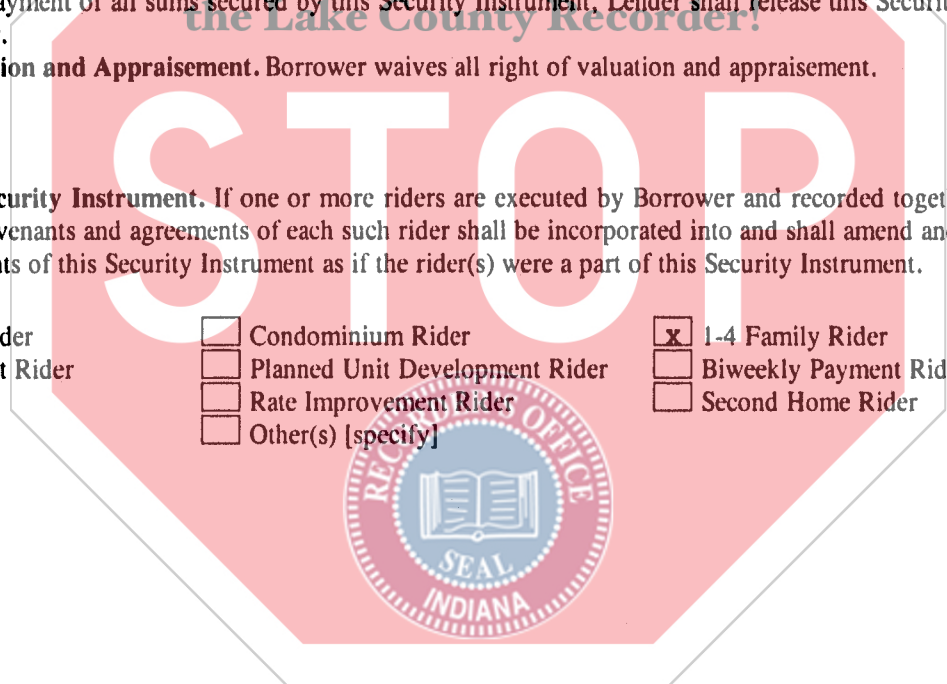 ayment of all sums secured by this Security Instrument, Lender shall release this Securit
the Lake County Recorder!
ion and Appraisement. Borrower waives all right of valuation and appraisement.
STOP
curity Instrument. If one or more riders are executed by Borrower and recorded toget
venants and agreements of each such rider shall be incorporated into and shall amend an
ts of this Security Instrument as if the rider(s) were a part of this Security Instrument.
der Condominium Rider x 1-4 Family Rider
t Rider Planned Unit Development Rider Biweekly Payment Rid
Rate Improvement Rider Second Home Rider
Other(s) [specify]
RECORDER'S OFFICE
SEAL
INDIANA